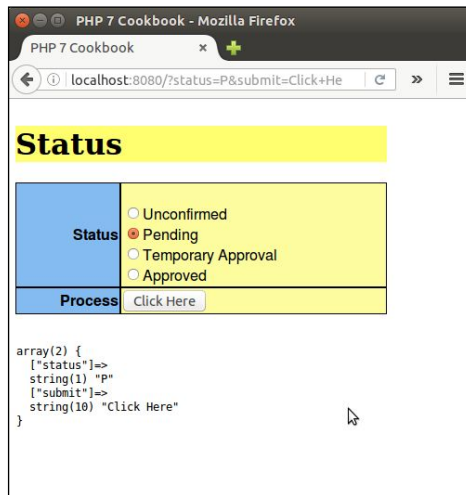 PHP 7 Cookbook - Mozilla Firefox
PHP 7 Cookbook
localhost:8080/?status=P&submit=Click+He
Status
Status
Unconfirmed
Pending
Temporary Approval
Approved
Process
Click Here
array(2) {
["status"]=>
string(1) "P"
["submit"]=>
string(10) "Click Here"
}